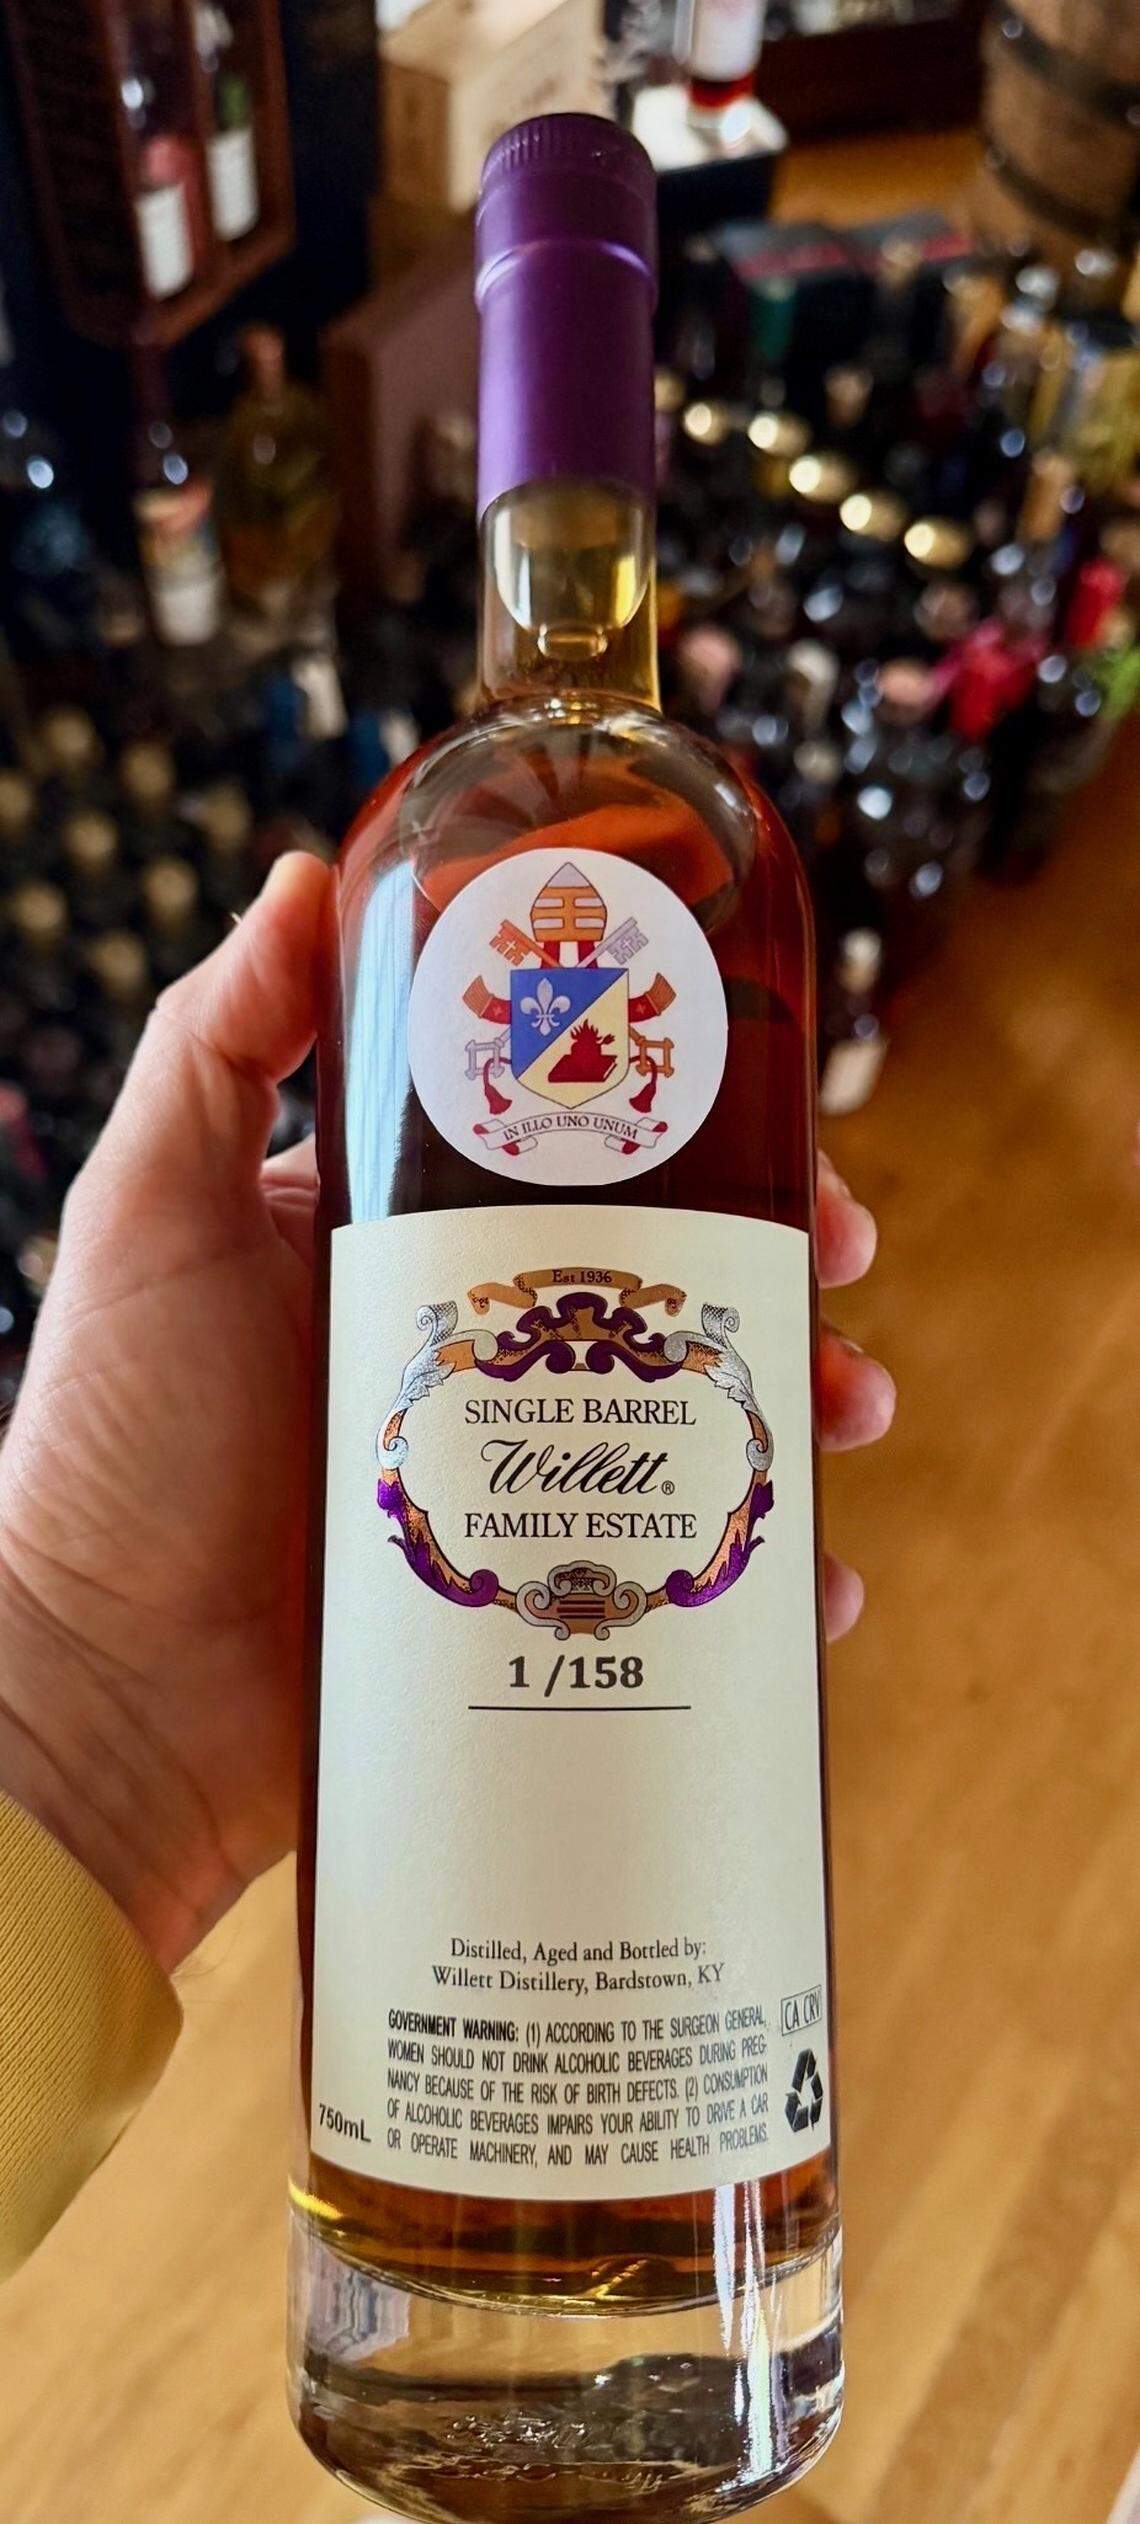 IN ILLO UNO UNUM
Est 1936
SINGLE BARREL
Willett®
FAMILY ESTATE
1 /158
Distilled, Aged and Bottled by:
Willett Distillery, Bardstown, KY
GOVERNMENT WARNING: (1) ACCORDING TO THE SURGEON GENERAL,
WOMEN SHOULD NOT DRINK ALCOHOLIC BEVERAGES DURING PREG-
NANCY BECAUSE OF THE RISK OF BIRTH DEFECTS. (2) CONSUMPTION
OF ALCOHOLIC BEVERAGES IMPAIRS YOUR ABILITY TO DRIVE A CAR
OR OPERATE MACHINERY, AND MAY CAUSE HEALTH PROBLEMS.
750mL
CA CRV